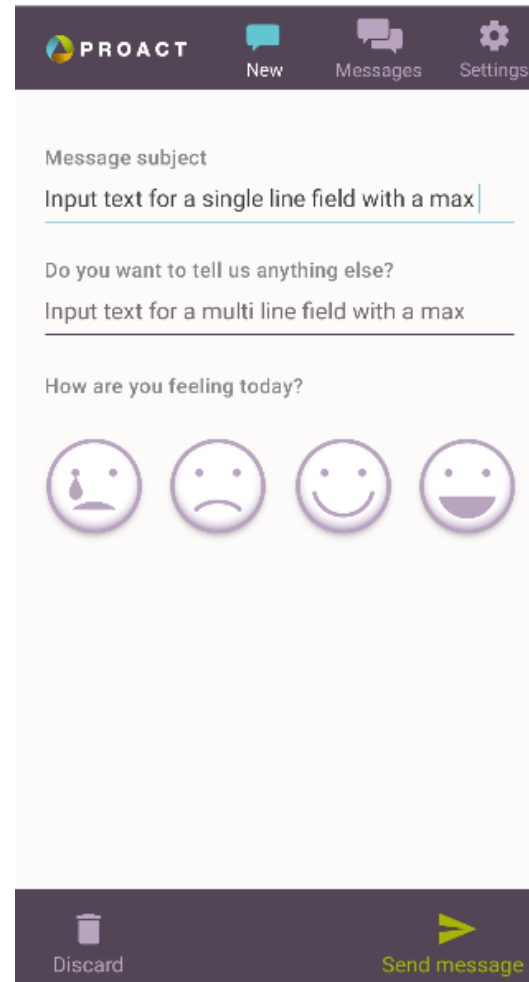 PROACT
New
Messages
Settings
Message subject
Input text for a single line field with a max
Do you want to tell us anything else?
Input text for a multi line field with a max
How are you feeling today?
Discard
Send message